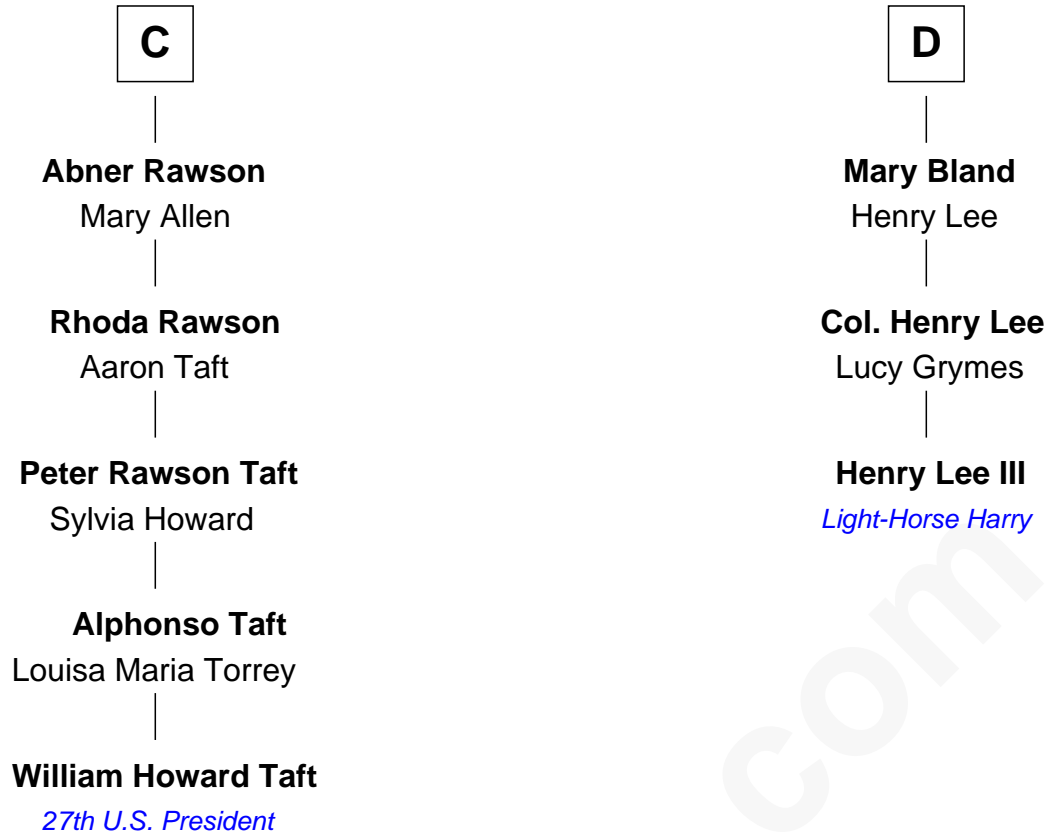 C
Abner Rawson
Mary Allen
Rhoda Rawson
Aaron Taft
Peter Rawson Taft
Sylvia Howard
Alphonso Taft
Louisa Maria Torrey
William Howard Taft
27th U.S. President
D
Mary Bland
Henry Lee
Col. Henry Lee
Lucy Grymes
Henry Lee III
Light-Horse Harry
com